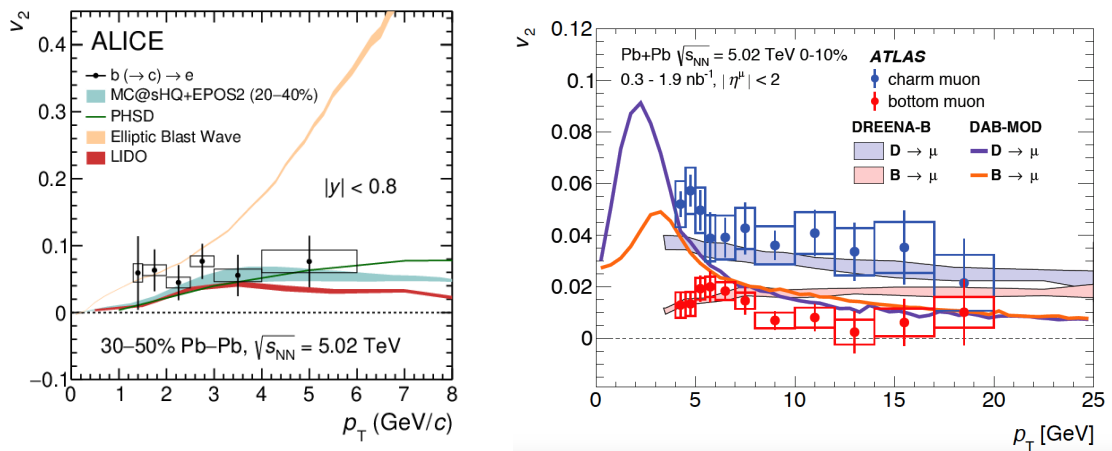 v₂
ALICE
b (→ c) → e
MC@sHQ+EPOS2 (20–40%)
PHSD
Elliptic Blast Wave
LIDO
|y| < 0.8
30–50% Pb–Pb, √sNN = 5.02 TeV
0.4
0.3
0.2
0.1
0
−0.1
0 1 2 3 4 5 6 7 8
pT (GeV/c)
v₂
Pb+Pb √sNN = 5.02 TeV 0-10%
0.3 - 1.9 nb⁻¹, | η^μ | < 2
ATLAS
charm muon
bottom muon
DREENA-B DAB-MOD
D → μ D → μ
B → μ B → μ
0.12
0.1
0.08
0.06
0.04
0.02
0
0 5 10 15 20 25
pT [GeV]